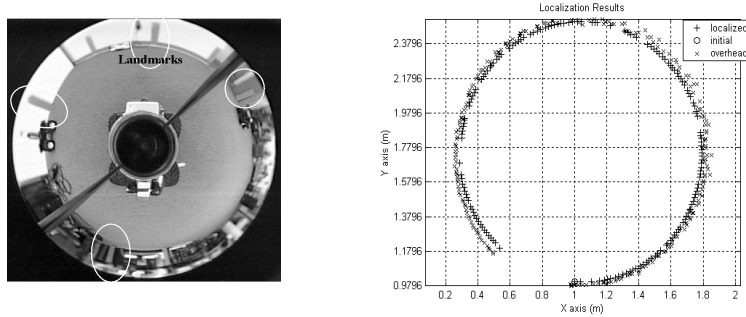 Landmarks
Localization Results
localized
initial
overhead
Y axis (m)
2.3796
2.1796
1.9796
1.7796
1.5796
1.3796
1.1796
0.9796
0.2 0.4 0.6 0.8 1 1.2 1.4 1.6 1.8 2
X axis (m)